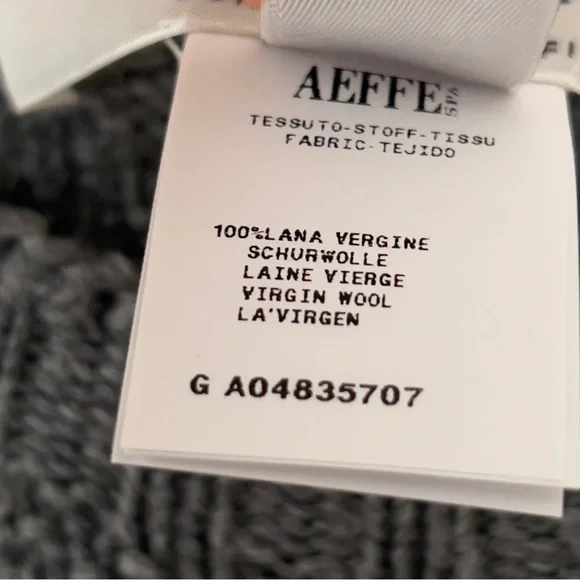 AEFFE SPA
TESSUTO-STOFF-TISSU
FABRIC-TEJIDO
100%LANA VERGINE
SCHURWOLLE
LAINE VIERGE
VIRGIN WOOL
LA'VIRGEN
G A04835707